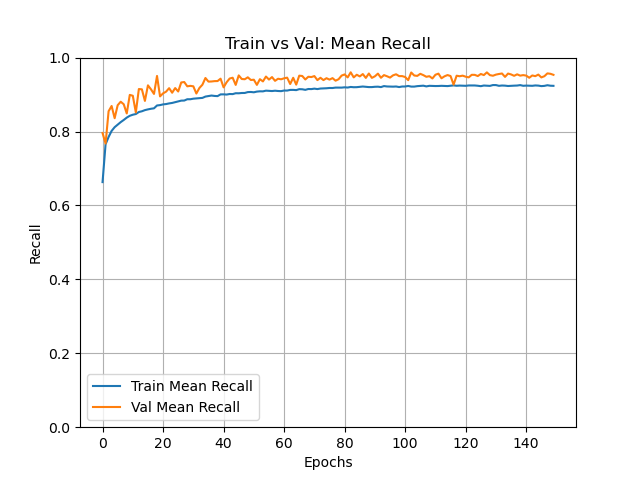 Train vs Val: Mean Recall
1.0
0.8
0.6
0.4
0.2
0.0
Recall
Train Mean Recall
Val Mean Recall
0 20 40 60 80 100 120 140
Epochs